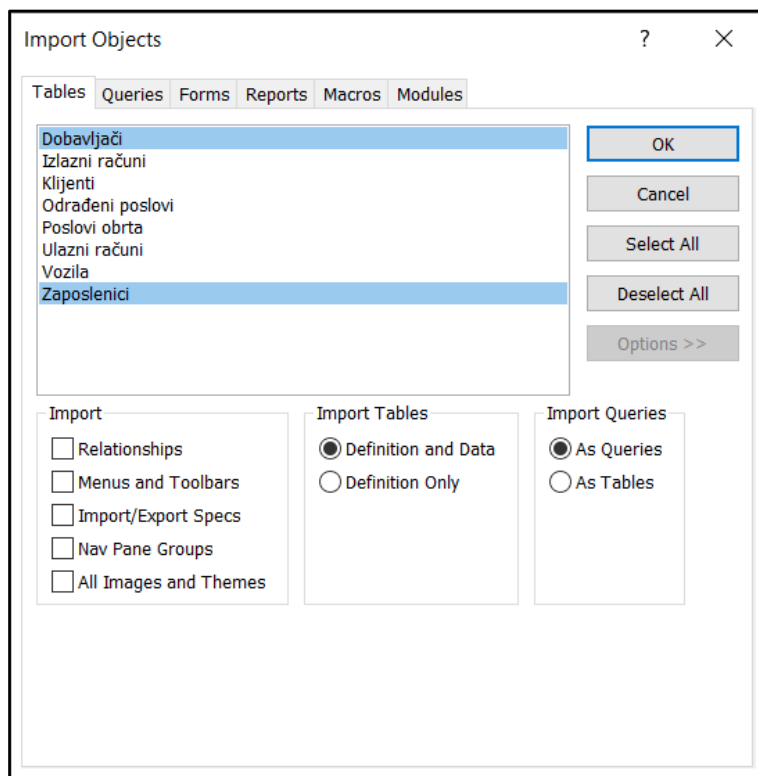 Import Objects
?
Tables Queries Forms Reports Macros Modules
Dobavljači
Izlazni računi
Klijenti
Odrađeni poslovi
Poslovi obrta
Ulazni računi
Vozila
Zaposlenici
OK
Cancel
Select All
Deselect All
Options >>
Import
Relationships
Menus and Toolbars
Import/Export Specs
Nav Pane Groups
All Images and Themes
Import Tables
Definition and Data
Definition Only
Import Queries
As Queries
As Tables